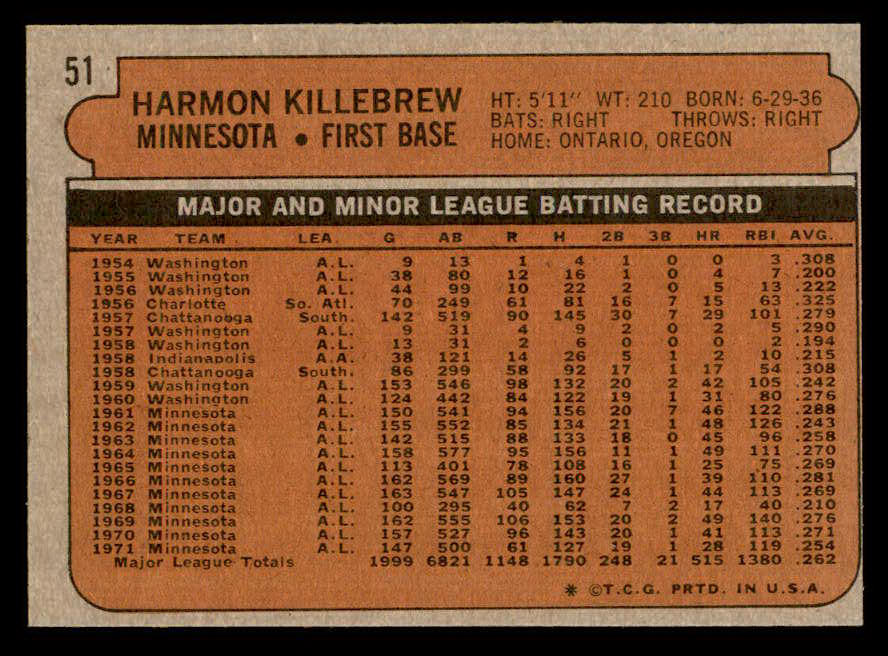 51
HARMON KILLEBREW
MINNESOTA • FIRST BASE
HT: 5'11" WT: 210 BORN: 6-29-36
BATS: RIGHT THROWS: RIGHT
HOME: ONTARIO, OREGON
MAJOR AND MINOR LEAGUE BATTING RECORD
YEAR TEAM LEA. G AB R H 2B 3B HR RBI AVG.
1954 Washington A.L. 9 13 1 4 1 0 0 3 .308
1955 Washington A.L. 38 80 12 16 1 0 4 7 .200
1956 Washington A.L. 44 99 10 22 2 0 5 13 .222
1956 Charlotte So. Atl. 70 249 61 81 16 7 15 63 .325
1957 Chattanooga South. 142 519 90 145 30 7 29 101 .279
1957 Washington A.L. 9 31 4 9 2 0 2 5 .290
1958 Washington A.L. 13 31 2 6 0 0 0 2 .194
1958 Indianapolis A.A. 38 121 14 26 5 1 2 10 .215
1958 Chattanooga South. 86 299 58 92 17 1 17 54 .308
1959 Washington A.L. 153 546 98 132 20 2 42 105 .242
1960 Washington A.L. 124 442 84 122 19 1 31 80 .276
1961 Minnesota A.L. 150 541 94 156 20 7 46 122 .288
1962 Minnesota A.L. 155 552 85 134 21 1 48 126 .243
1963 Minnesota A.L. 142 515 88 133 18 0 45 96 .258
1964 Minnesota A.L. 158 577 95 156 11 1 49 111 .270
1965 Minnesota A.L. 113 401 78 108 16 1 25 75 .269
1966 Minnesota A.L. 162 569 89 160 27 1 39 110 .281
1967 Minnesota A.L. 163 547 105 147 24 1 44 113 .269
1968 Minnesota A.L. 100 295 40 62 7 2 17 40 .210
1969 Minnesota A.L. 162 555 106 153 20 2 49 140 .276
1970 Minnesota A.L. 157 527 96 143 20 1 41 113 .271
1971 Minnesota A.L. 147 500 61 127 19 1 28 119 .254
Major League Totals 1999 6821 1148 1790 248 21 515 1380 .262
* ©T.C.G. PRTD. IN U.S.A.